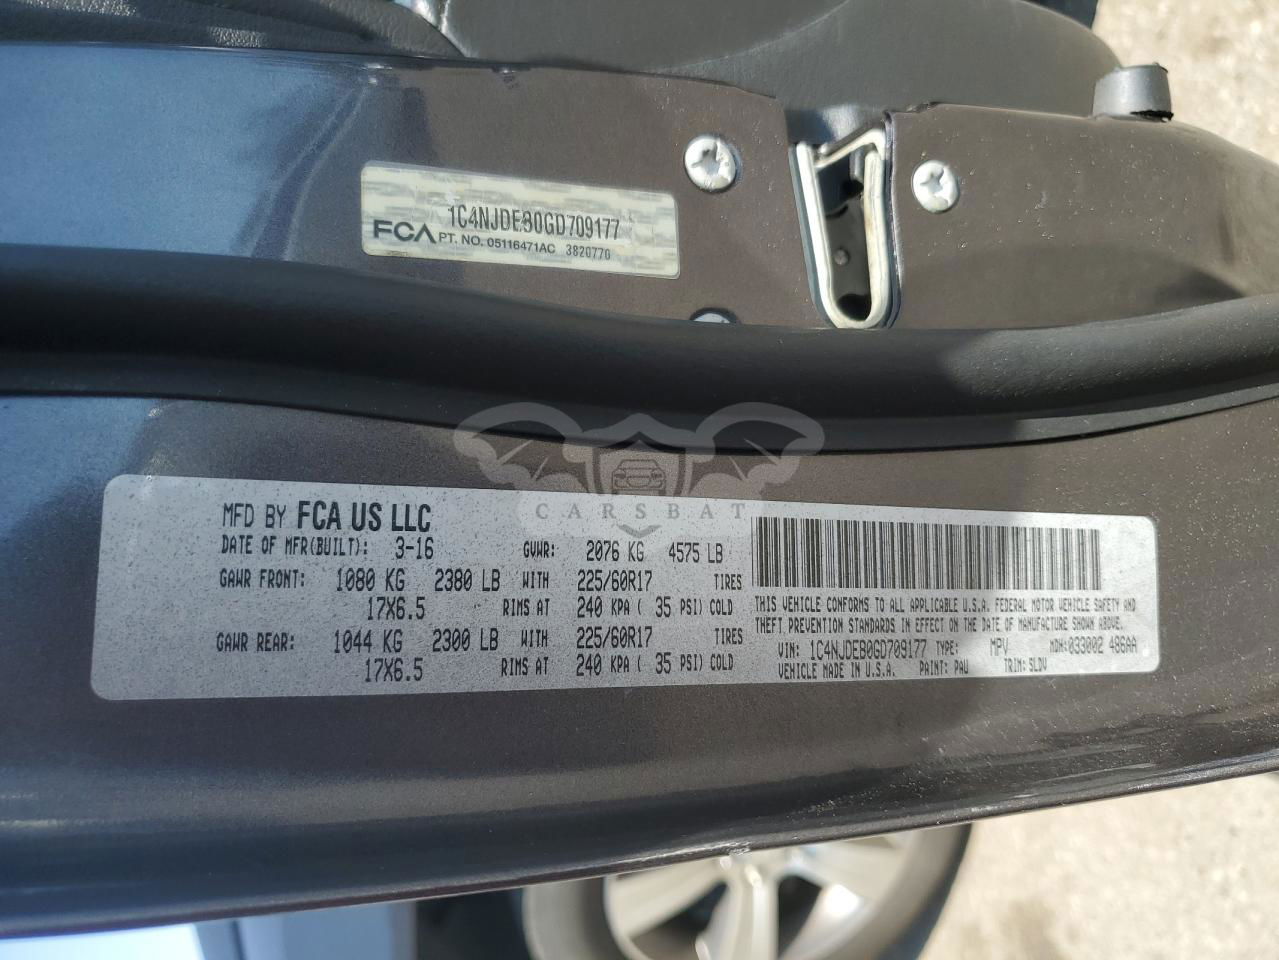 1C4NJDEB0GD709177
FCA PT. NO. 05116471AC 3820770
CARSBAT
MFD BY FCA US LLC
DATE OF MFR(BUILT): 3-16 GVWR: 2076 KG 4575 LB
GAWR FRONT: 1080 KG 2380 LB WITH 225/60R17 TIRES
17X6.5 RIMS AT 240 KPA ( 35 PSI) COLD
GAWR REAR: 1044 KG 2300 LB WITH 225/60R17 TIRES
17X6.5 RIMS AT 240 KPA ( 35 PSI) COLD
THIS VEHICLE CONFORMS TO ALL APPLICABLE U.S.A. FEDERAL MOTOR VEHICLE SAFETY AND
THEFT PREVENTION STANDARDS IN EFFECT ON THE DATE OF MANUFACTURE SHOWN ABOVE.
VIN: 1C4NJDEB0GD709177 TYPE: MPV MDH: 033002 486AA
VEHICLE MADE IN U.S.A. PAINT: PAU TRIM: SLDV